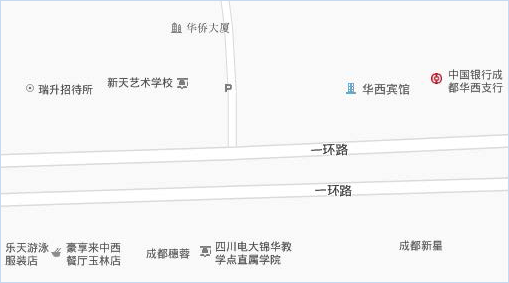 华侨大厦
中国银行成
都华西支行
新天艺术学校
瑞升招待所
P
华西宾馆
一环路
一环路
乐天游泳
服装店
豪享来中西
餐厅玉林店
成都穗蓉
四川电大锦华教
学点直属学院
成都新星